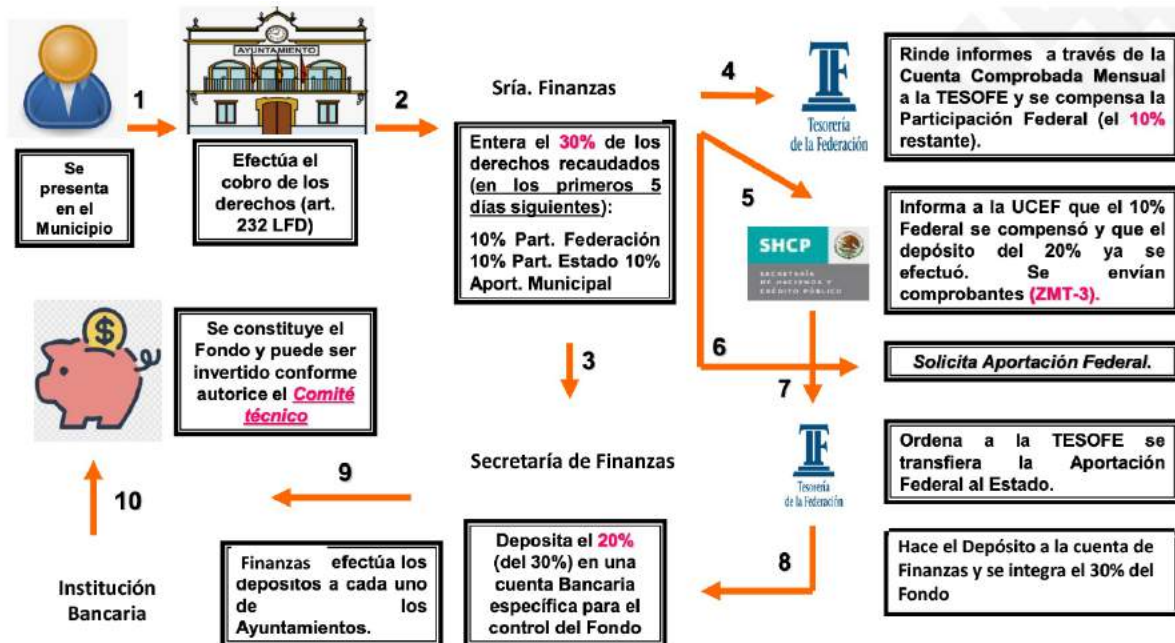 1
Se
presenta
en el
Municipio
AYUNTAMIENTO
Efectúa el
cobro de los
derechos (art.
232 LFD)
2
Sría. Finanzas
Entera el 30% de los
derechos recaudados
(en los primeros 5
días siguientes):
10% Part. Federación
10% Part. Estado 10%
Aport. Municipal
4
Tesorería
de la Federación
Rinde informes a través de la
Cuenta Comprobada Mensual
a la TESOFE y se compensa la
Participación Federal (el 10%
restante).
5
SHCP
SECRETARÍA
DE HACIENDA Y
CRÉDITO PÚBLICO
Informa a la UCEF que el 10%
Federal se compensó y que el
depósito del 20% ya se
efectuó. Se envían
comprobantes (ZMT-3).
6
Solicita Aportación Federal.
3
7
Tesorería
de la Federación
Ordena a la TESOFE se
transfiera la Aportación
Federal al Estado.
8
Hace el Depósito a la cuenta de
Finanzas y se integra el 30% del
Fondo
Secretaría de Finanzas
Deposita el 20%
(del 30%) en una
cuenta Bancaria
específica para el
control del Fondo
9
Finanzas efectúa los
depósitos a cada uno
de los
Ayuntamientos.
Institución
Bancaria
10
$
Se constituye el
Fondo y puede ser
invertido conforme
autorice el Comité
técnico